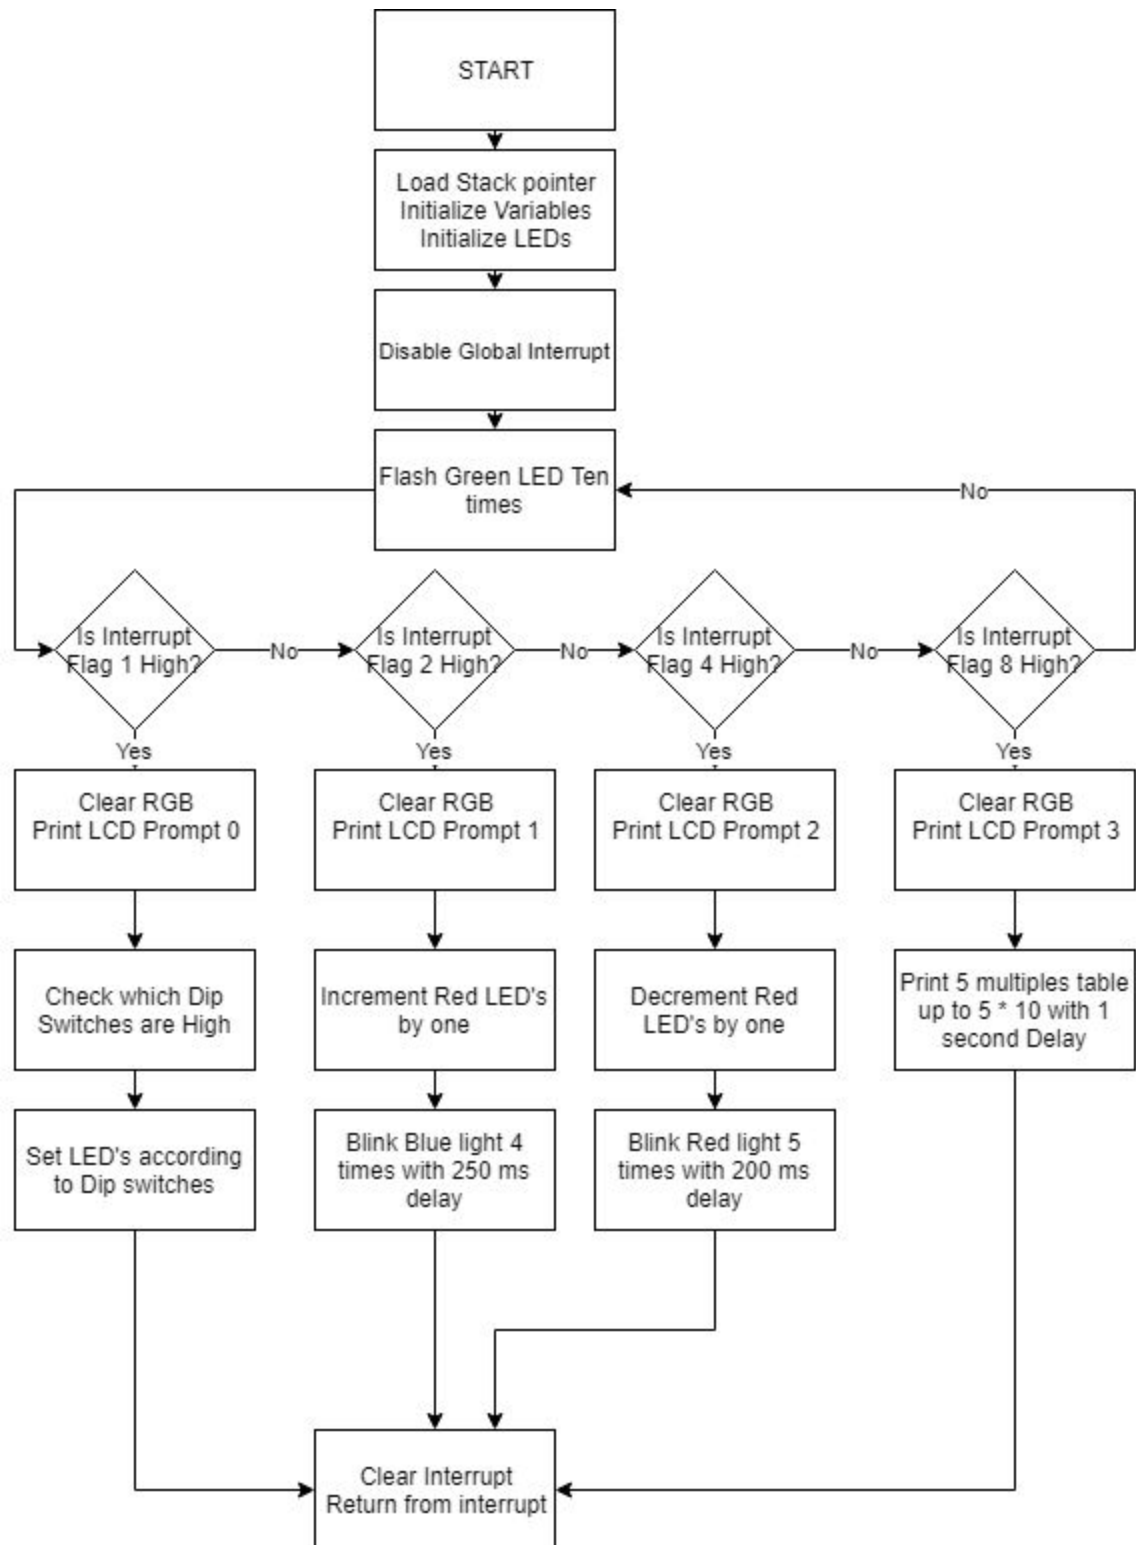 START
Load Stack pointer
Initialize Variables
Initialize LEDs
Disable Global Interrupt
Flash Green LED Ten
times
No
Is Interrupt
Flag 1 High?
No
Is Interrupt
Flag 2 High?
No
Is Interrupt
Flag 4 High?
No
Is Interrupt
Flag 8 High?
Yes
Yes
Yes
Yes
Clear RGB
Print LCD Prompt 0
Clear RGB
Print LCD Prompt 1
Clear RGB
Print LCD Prompt 2
Clear RGB
Print LCD Prompt 3
Check which Dip
Switches are High
Increment Red LED's
by one
Decrement Red
LED's by one
Print 5 multiples table
up to 5 * 10 with 1
second Delay
Set LED's according
to Dip switches
Blink Blue light 4
times with 250 ms
delay
Blink Red light 5
times with 200 ms
delay
Clear Interrupt
Return from interrupt